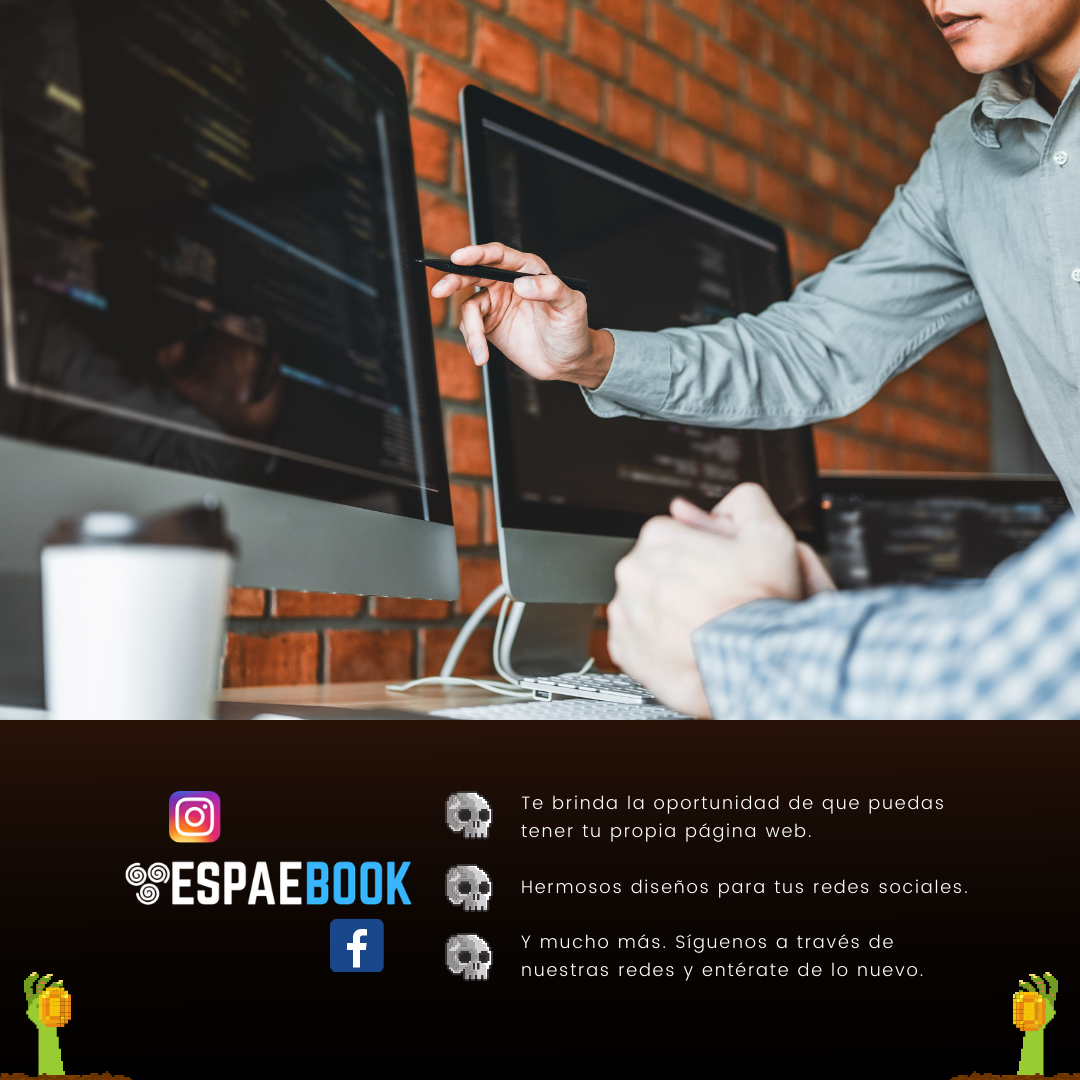 ESPAEBOOK
Te brinda la oportunidad de que puedas
tener tu propia página web.
Hermosos diseños para tus redes sociales.
Y mucho más. Síguenos a través de
nuestras redes y entérate de lo nuevo.